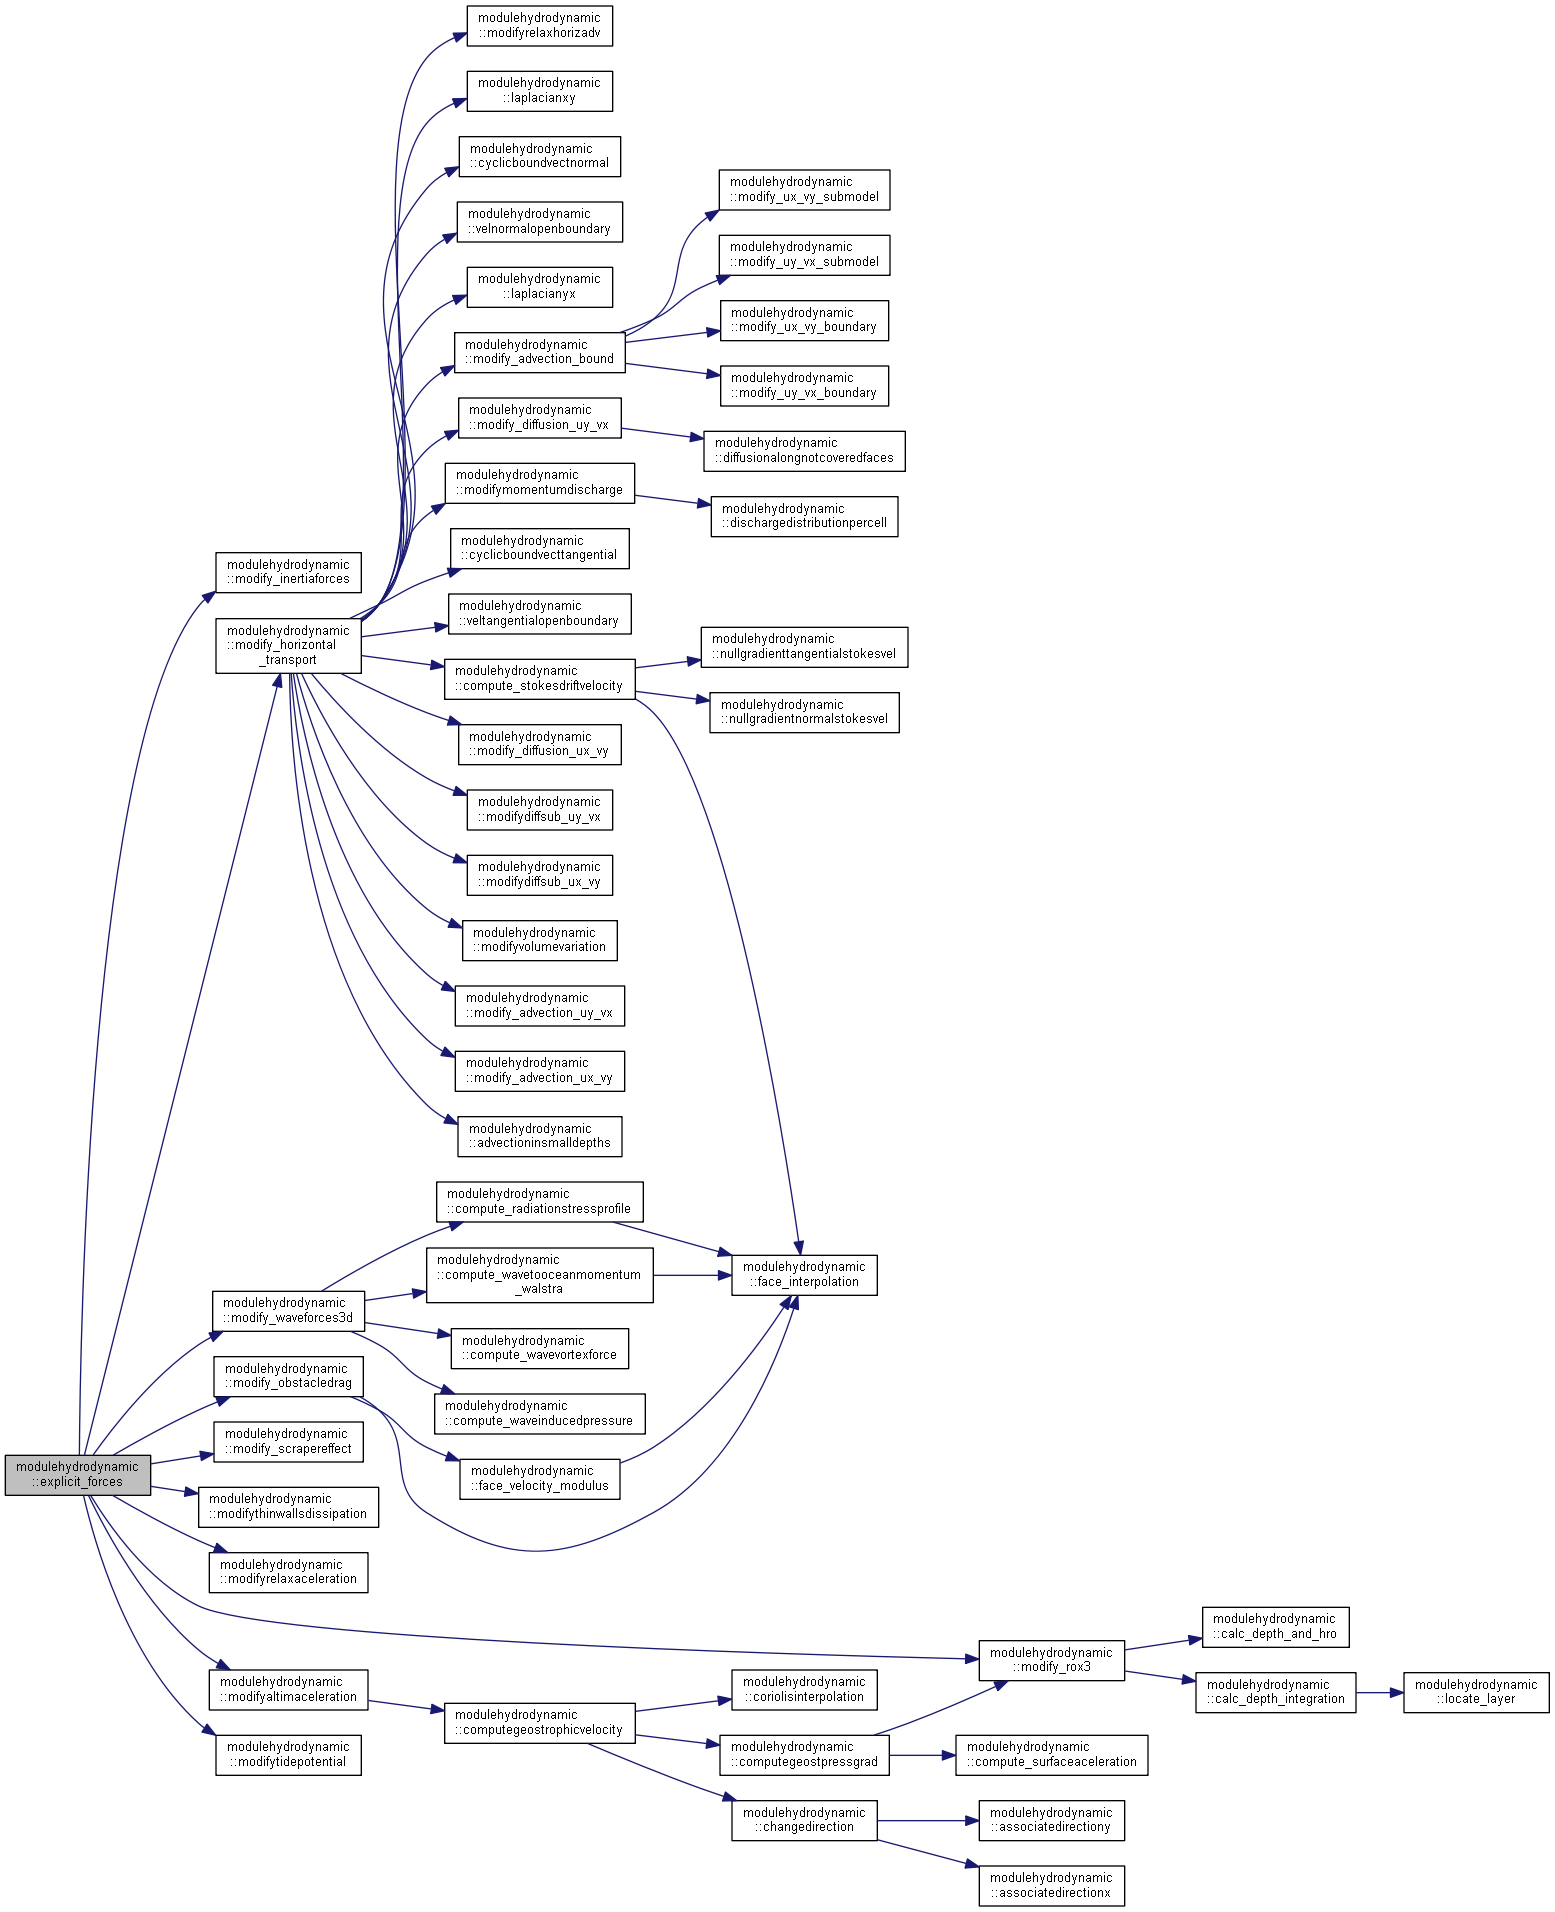 modulehydrodynamic
::modifyrelaxhorizadv
modulehydrodynamic
::laplacianxy
modulehydrodynamic
::cyclicboundvectnormal
modulehydrodynamic
::velnormalopenboundary
modulehydrodynamic
::laplacianyx
modulehydrodynamic
::modify_advection_bound
modulehydrodynamic
::modify_diffusion_uy_vx
modulehydrodynamic
::modifymomentumdischarge
modulehydrodynamic
::cyclicboundvecttangential
modulehydrodynamic
::veltangentialopenboundary
modulehydrodynamic
::compute_stokesdriftvelocity
modulehydrodynamic
::modify_diffusion_ux_vy
modulehydrodynamic
::modifydiffsub_uy_vx
modulehydrodynamic
::modifydiffsub_ux_vy
modulehydrodynamic
::modifyvolumevariation
modulehydrodynamic
::modify_advection_uy_vx
modulehydrodynamic
::modify_advection_ux_vy
modulehydrodynamic
::advectioninsmalldepths
modulehydrodynamic
::modify_ux_vy_submodel
modulehydrodynamic
::modify_uy_vx_submodel
modulehydrodynamic
::modify_ux_vy_boundary
modulehydrodynamic
::modify_uy_vx_boundary
modulehydrodynamic
::diffusionalongnotcoveredfaces
modulehydrodynamic
::dischargedistributionpercell
modulehydrodynamic
::nullgradienttangentialstokesvel
modulehydrodynamic
::nullgradientnormalstokesvel
modulehydrodynamic
::modify_inertiaforces
modulehydrodynamic
::modify_horizontal
_transport
modulehydrodynamic
::compute_radiationstressprofile
modulehydrodynamic
::compute_wavetooceanmomentum
_walstra
modulehydrodynamic
::compute_wavevortexforce
modulehydrodynamic
::compute_waveinducedpressure
modulehydrodynamic
::face_velocity_modulus
modulehydrodynamic
::face_interpolation
modulehydrodynamic
::modify_waveforces3d
modulehydrodynamic
::modify_obstacledrag
modulehydrodynamic
::modify_scrapereffect
modulehydrodynamic
::explicit_forces
modulehydrodynamic
::modifythinwallsdissipation
modulehydrodynamic
::modifyrelaxaceleration
modulehydrodynamic
::modifyaltimaceleration
modulehydrodynamic
::modifytidepotential
modulehydrodynamic
::computegeostrophicvelocity
modulehydrodynamic
::coriolisinterpolation
modulehydrodynamic
::computegeostpressgrad
modulehydrodynamic
::changedirection
modulehydrodynamic
::modify_rox3
modulehydrodynamic
::compute_surfaceaceleration
modulehydrodynamic
::associatedirectiony
modulehydrodynamic
::associatedirectionx
modulehydrodynamic
::calc_depth_and_hro
modulehydrodynamic
::calc_depth_integration
modulehydrodynamic
::locate_layer